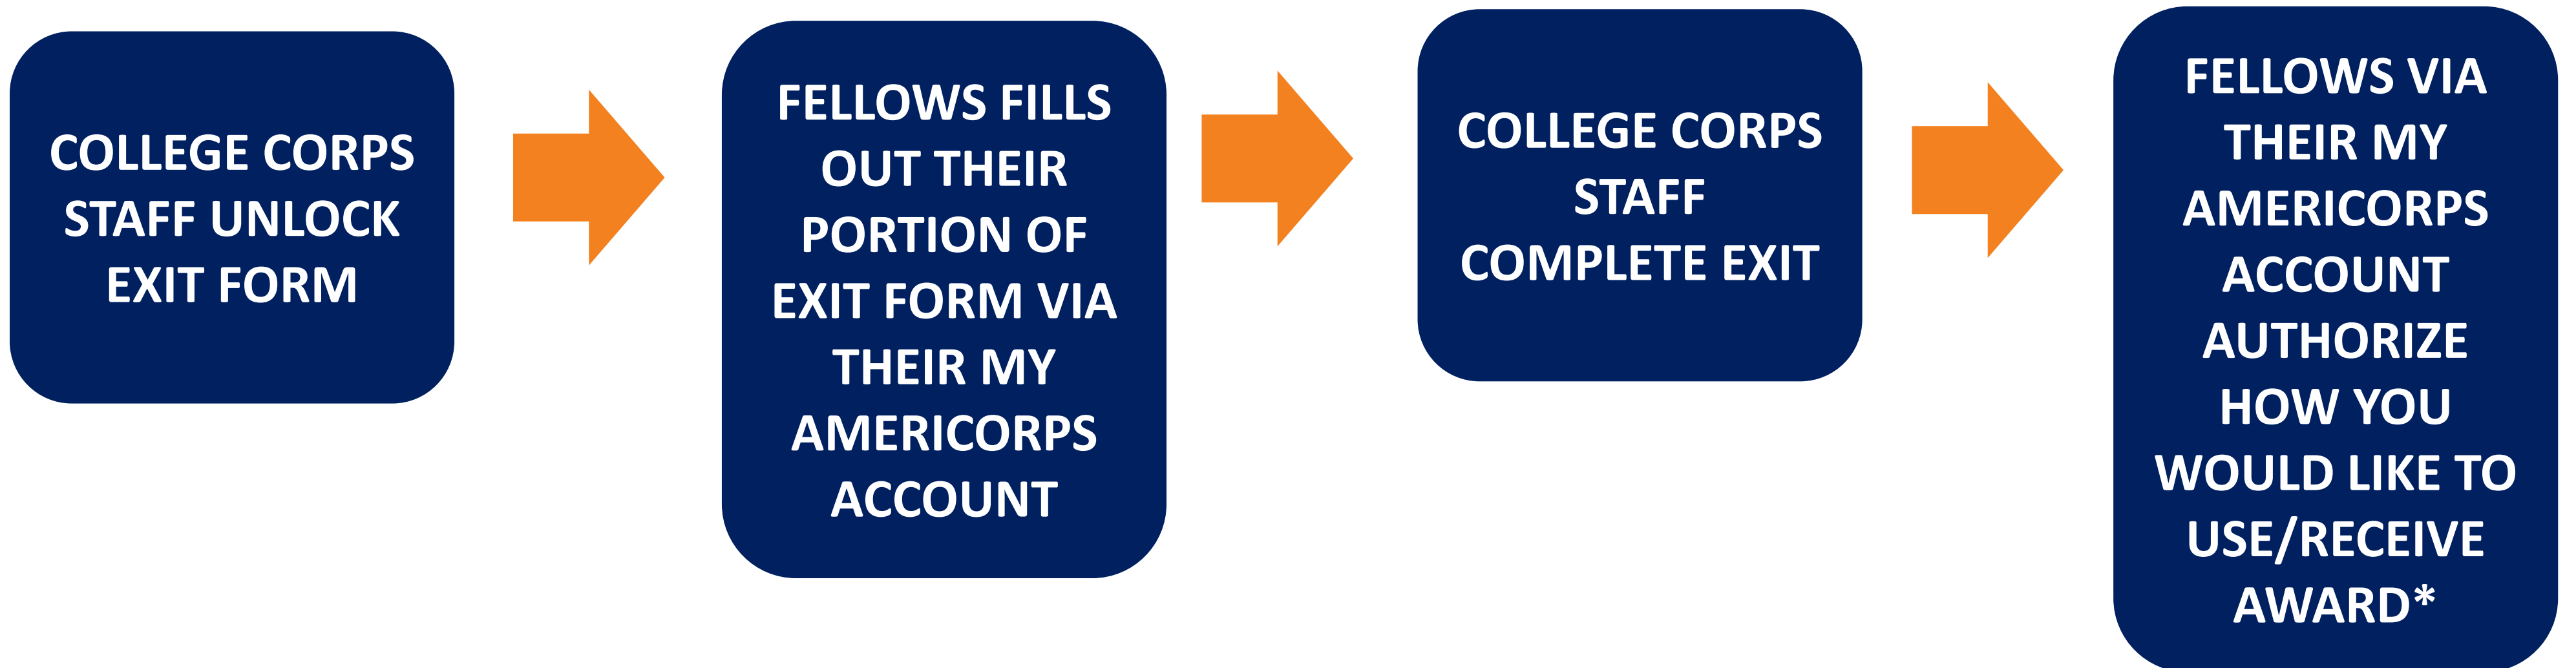 COLLEGE CORPS
STAFF UNLOCK
EXIT FORM
FELLOWS FILLS
OUT THEIR
PORTION OF
EXIT FORM VIA
THEIR MY
AMERICORPS
ACCOUNT
COLLEGE CORPS
STAFF
COMPLETE EXIT
FELLOWS VIA
THEIR MY
AMERICORPS
ACCOUNT
AUTHORIZE
HOW YOU
WOULD LIKE TO
USE/RECEIVE
AWARD*